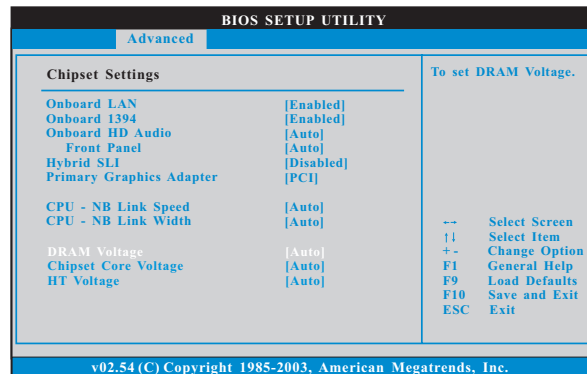 BIOS SETUP UTILITY
Advanced
Chipset Settings
Onboard LAN [Enabled]
Onboard 1394 [Enabled]
Onboard HD Audio [Auto]
Front Panel [Auto]
Hybrid SLI [Disabled]
Primary Graphics Adapter [PCI]
CPU - NB Link Speed [Auto]
CPU - NB Link Width [Auto]
DRAM Voltage [Auto]
Chipset Core Voltage [Auto]
HT Voltage [Auto]
To set DRAM Voltage.
←→ Select Screen
↑↓ Select Item
+ - Change Option
F1 General Help
F9 Load Defaults
F10 Save and Exit
ESC Exit
v02.54 (C) Copyright 1985-2003, American Megatrends, Inc.